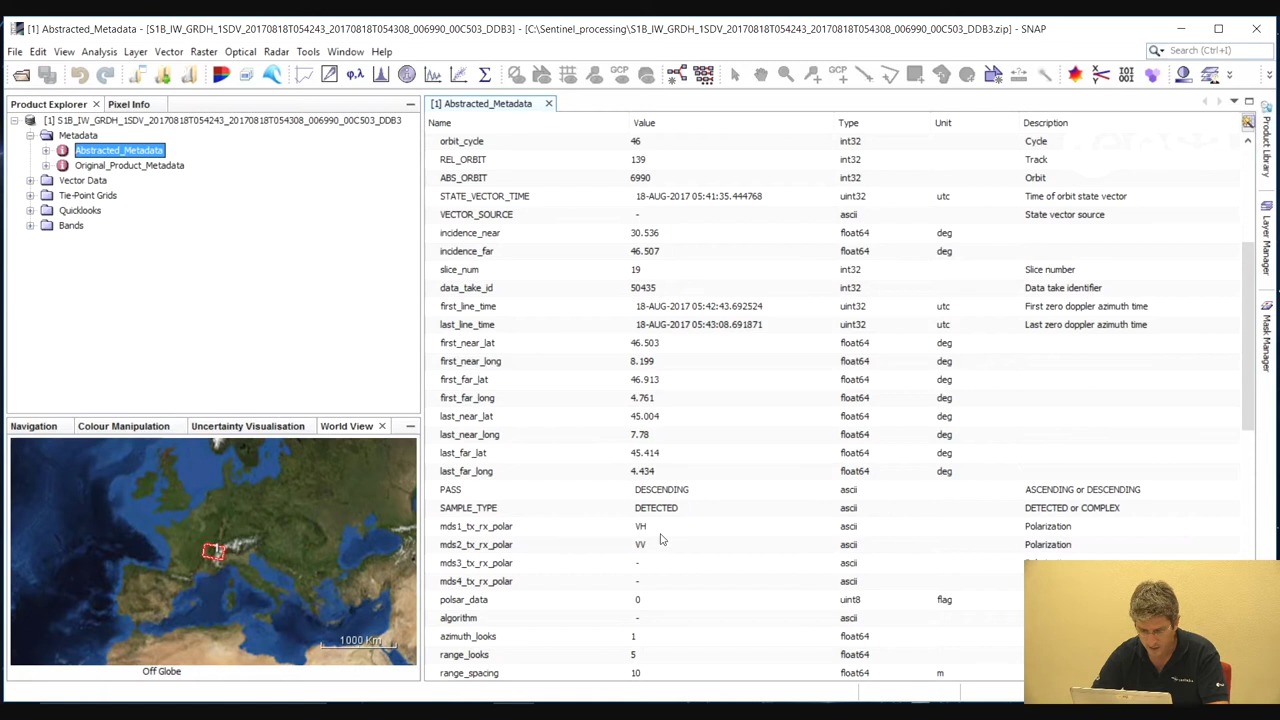 Abstracted_Metadata - [S1B_IW_GRDH_1SDV_20170818T054243_20170818T054308_006990_00C503_DDB3] - [C:\Sentinel_processing\S1B_IW_GRDH_1SDV_20170818T054243_20170818T054308_006990_00C503_DDB3.zip] - SNAP
File Edit View Analysis Layer Vector Raster Optical Radar Tools Window Help
Search (Ctrl+I)
GCP GCP
Product Explorer Pixel Info
[1] Abstracted_Metadata
[1] S1B_IW_GRDH_1SDV_20170818T054243_20170818T054308_006990_00C503_DDB3
Metadata
Abstracted_Metadata
Original_Product_Metadata
Vector Data
Tie-Point Grids
Quicklooks
Bands
Navigation Colour Manipulation Uncertainty Visualisation World View
1000 Km
Off Globe
Name Value Type Unit Description
orbit_cycle 46 int32 Cycle
REL_ORBIT 139 int32 Track
ABS_ORBIT 6990 int32 Orbit
STATE_VECTOR_TIME 18-AUG-2017 05:41:35.444768 uint32 utc Time of orbit state vector
VECTOR_SOURCE - ascii State vector source
incidence_near 30.536 float64 deg
incidence_far 46.507 float64 deg
slice_num 19 int32 Slice number
data_take_id 50435 int32 Data take identifier
first_line_time 18-AUG-2017 05:42:43.692524 uint32 utc First zero doppler azimuth time
last_line_time 18-AUG-2017 05:43:08.691871 uint32 utc Last zero doppler azimuth time
first_near_lat 46.503 float64 deg
first_near_long 8.199 float64 deg
first_far_lat 46.913 float64 deg
first_far_long 4.761 float64 deg
last_near_lat 45.004 float64 deg
last_near_long 7.78 float64 deg
last_far_lat 45.414 float64 deg
last_far_long 4.434 float64 deg
PASS DESCENDING ascii ASCENDING or DESCENDING
SAMPLE_TYPE DETECTED ascii DETECTED or COMPLEX
mds1_tx_rx_polar VH ascii Polarization
mds2_tx_rx_polar VV ascii Polarization
mds3_tx_rx_polar - ascii
mds4_tx_rx_polar - ascii
polsar_data 0 uint8 flag
algorithm - ascii
azimuth_looks 1 float64
range_looks 5 float64
range_spacing 10 float64 m
Product Library
Layer Manager
Mask Manager